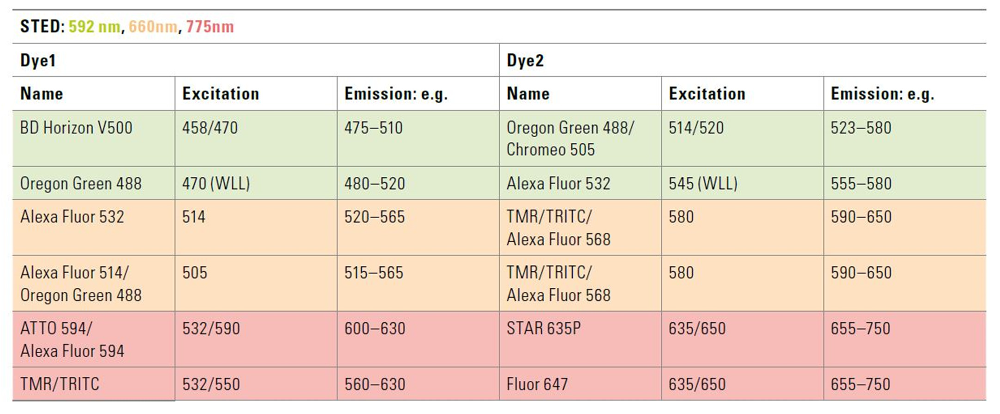 STED: 592 nm, 660nm, 775nm
Dye1 Dye2
Name Excitation Emission: e.g. Name Excitation Emission: e.g.
BD Horizon V500 458/470 475–510 Oregon Green 488/ 514/520 523–580
Chromeo 505
Oregon Green 488 470 (WLL) 480–520 Alexa Fluor 532 545 (WLL) 555–580
Alexa Fluor 532 514 520–565 TMR/TRITC/ 580 590–650
Alexa Fluor 568
Alexa Fluor 514/ 505 515–565 TMR/TRITC/ 580 590–650
Oregon Green 488 Alexa Fluor 568
ATTO 594/ 532/590 600–630 STAR 635P 635/650 655–750
Alexa Fluor 594
TMR/TRITC 532/550 560–630 Fluor 647 635/650 655–750